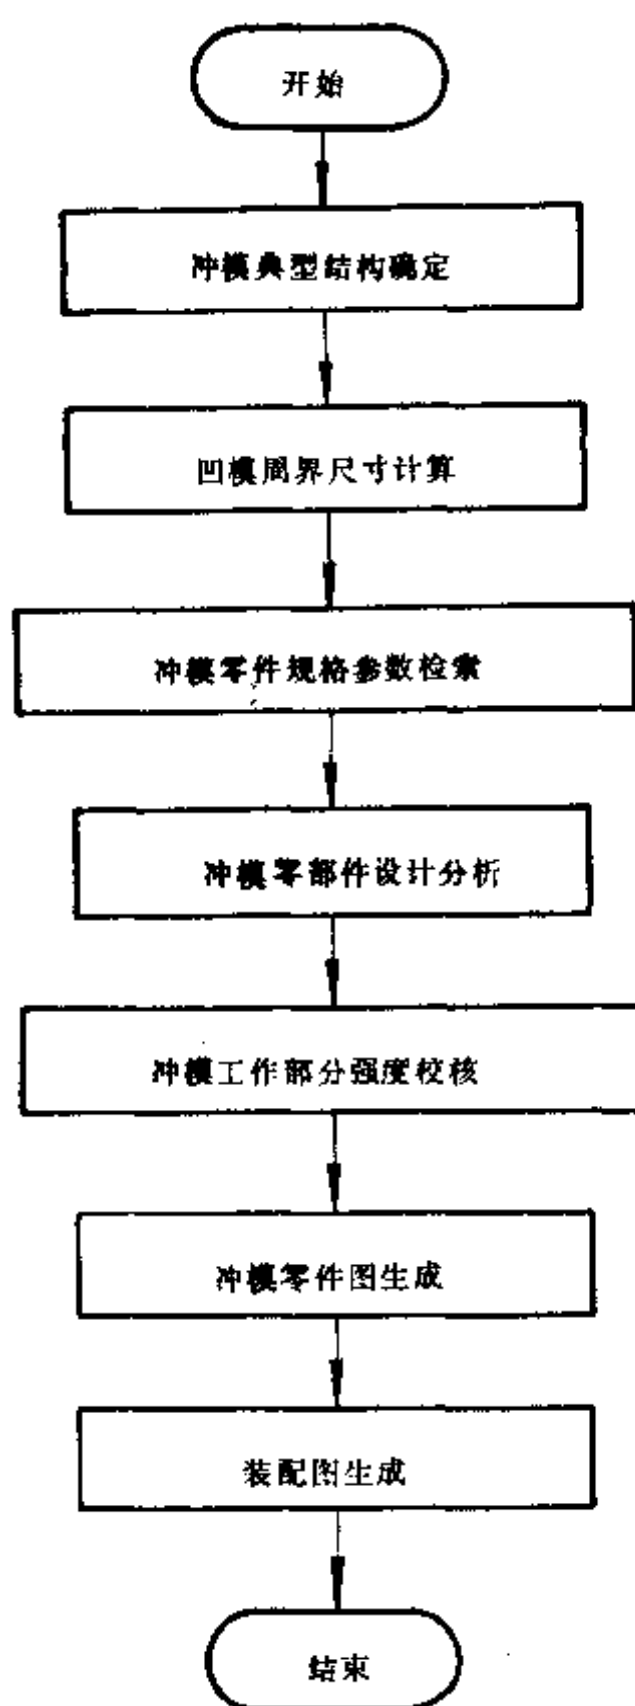 开始
冲模典型结构确定
凹模周界尺寸计算
冲模零件规格参数检索
冲模零部件设计分析
冲模工作部分强度校核
冲模零件图生成
装配图生成
结束